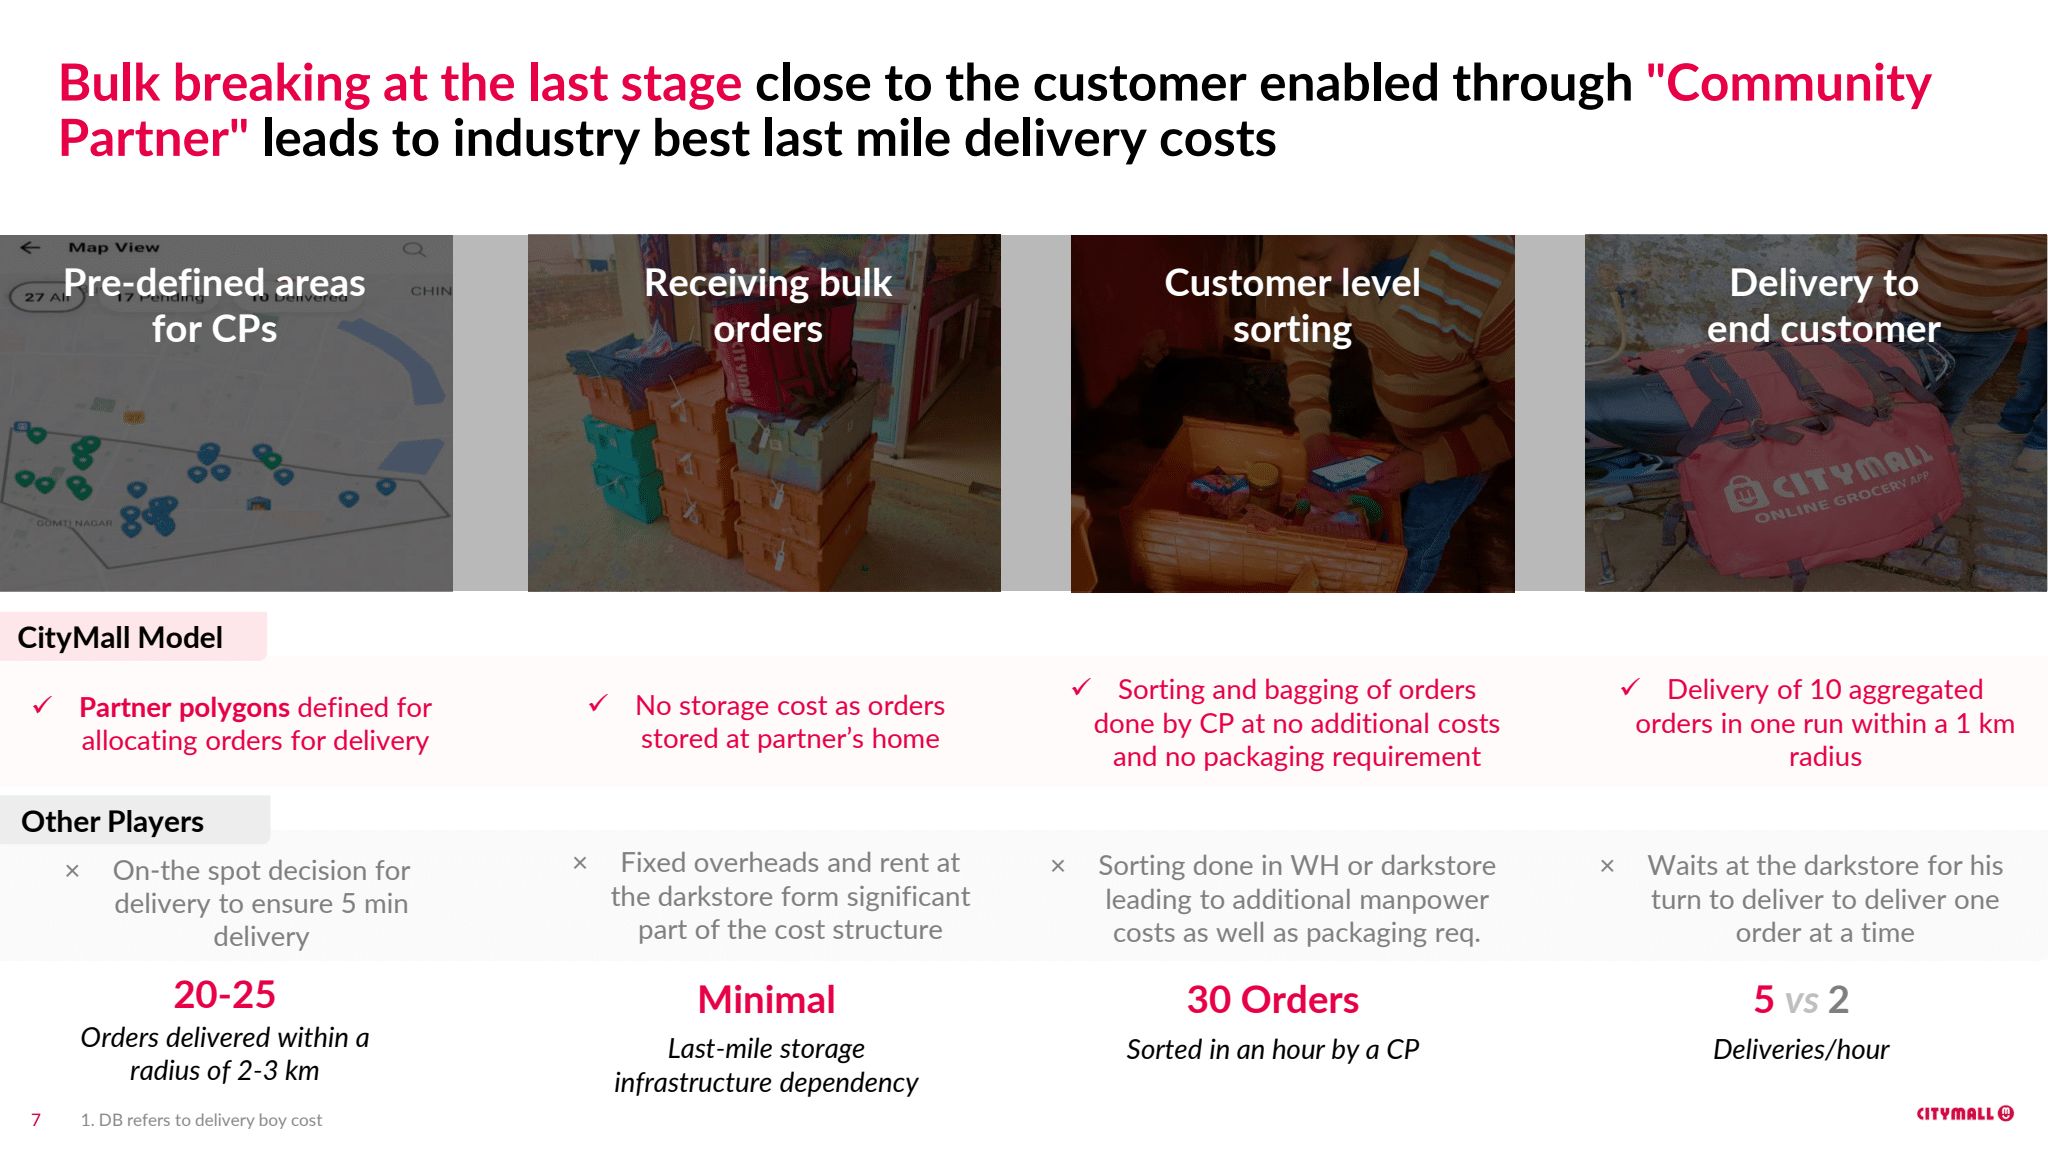 Bulk breaking at the last stage close to the customer enabled through "Community
Partner" leads to industry best last mile delivery costs
Map View
27 All
17 Pending
10 Delivered
CHIN
Pre-defined areas
for CPs
GOMTI NAGAR
Receiving bulk
orders
CITYMALL
Customer level
sorting
Delivery to
end customer
CITYMALL
ONLINE GROCERY APP
CityMall Model
✓ Partner polygons defined for
allocating orders for delivery
✓ No storage cost as orders
stored at partner’s home
✓ Sorting and bagging of orders
done by CP at no additional costs
and no packaging requirement
✓ Delivery of 10 aggregated
orders in one run within a 1 km
radius
Other Players
× On-the spot decision for
delivery to ensure 5 min
delivery
× Fixed overheads and rent at
the darkstore form significant
part of the cost structure
× Sorting done in WH or darkstore
leading to additional manpower
costs as well as packaging req.
× Waits at the darkstore for his
turn to deliver to deliver one
order at a time
20-25
Orders delivered within a
radius of 2-3 km
Minimal
Last-mile storage
infrastructure dependency
30 Orders
Sorted in an hour by a CP
5 vs 2
Deliveries/hour
7
1. DB refers to delivery boy cost
CITYMALL